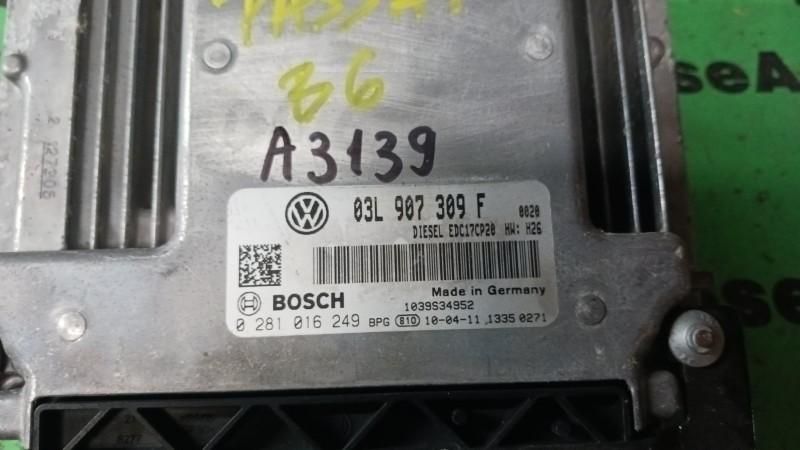 PASSAT
B6
A3139
03L 907 309 F 0020
DIESEL EDC17CP20 HW: H26
Made in Germany
BOSCH 1039S34952
0 281 016 249 BPG 810 10-04-11 1335 0271